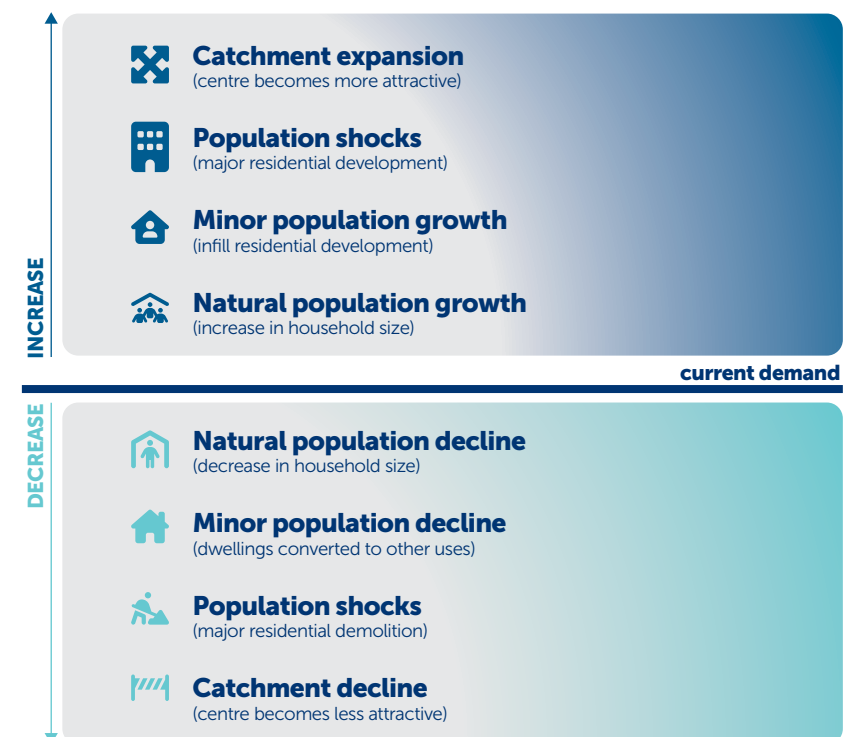 Catchment expansion
(centre becomes more attractive)
Population shocks
(major residential development)
Minor population growth
(infill residential development)
Natural population growth
(increase in household size)
INCREASE
current demand
DECREASE
Natural population decline
(decrease in household size)
Minor population decline
(dwellings converted to other uses)
Population shocks
(major residential demolition)
Catchment decline
(centre becomes less attractive)